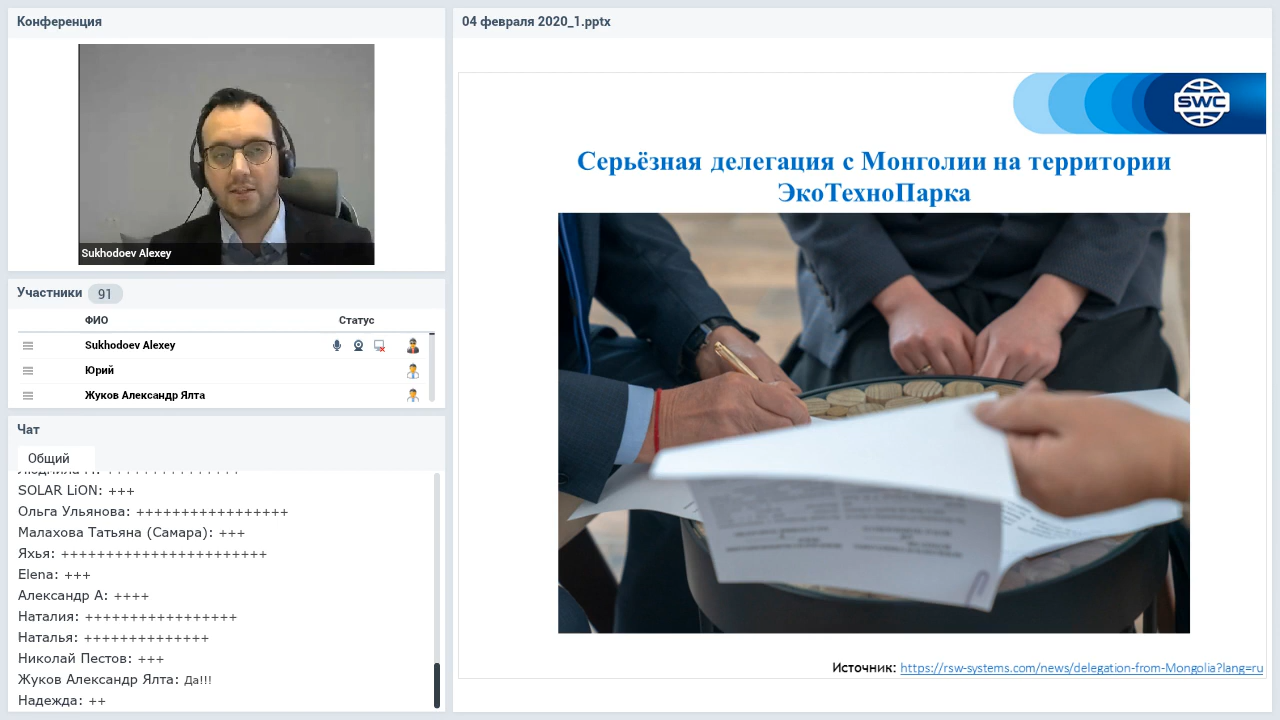 Конференция
Sukhodoev Alexey
Участники 91
ФИО Статус
Sukhodoev Alexey
Юрий
Жуков Александр Ялта
Чат
Общий
SOLAR LiON: +++
Ольга Ульянова: +++++++++++++++++
Малахова Татьяна (Самара): +++
Яхья: +++++++++++++++++++++++
Elena: +++
Александр А: ++++
Наталия: +++++++++++++++++
Наталья: ++++++++++++++
Николай Пестов: +++
Жуков Александр Ялта: Да!!!
Надежда: ++
04 февраля 2020_1.pptx
SWC
Серьёзная делегация с Монголии на территории
ЭкоТехноПарка
Источник: https://rsw-systems.com/news/delegation-from-Mongolia?lang=ru